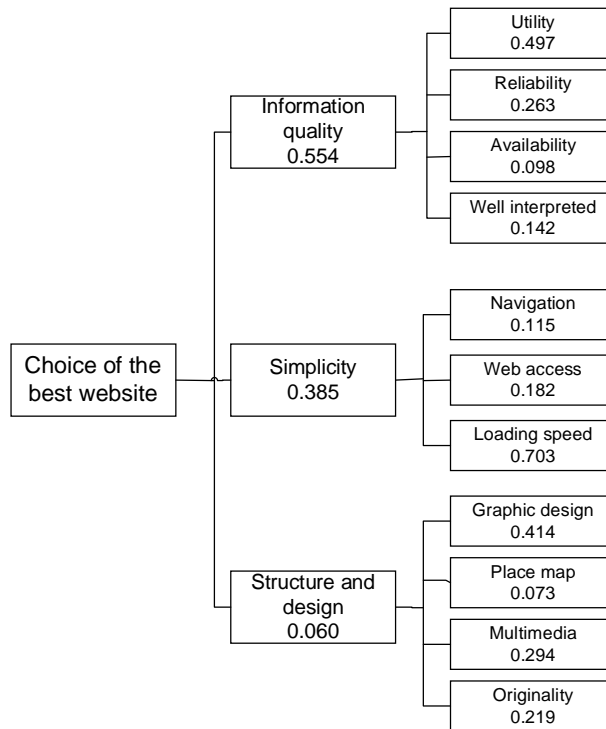 Utility
0.497
Reliability
0.263
Availability
0.098
Well interpreted
0.142
Information
quality
0.554
Navigation
0.115
Web access
0.182
Loading speed
0.703
Choice of the
best website
Simplicity
0.385
Graphic design
0.414
Place map
0.073
Multimedia
0.294
Originality
0.219
Structure and
design
0.060